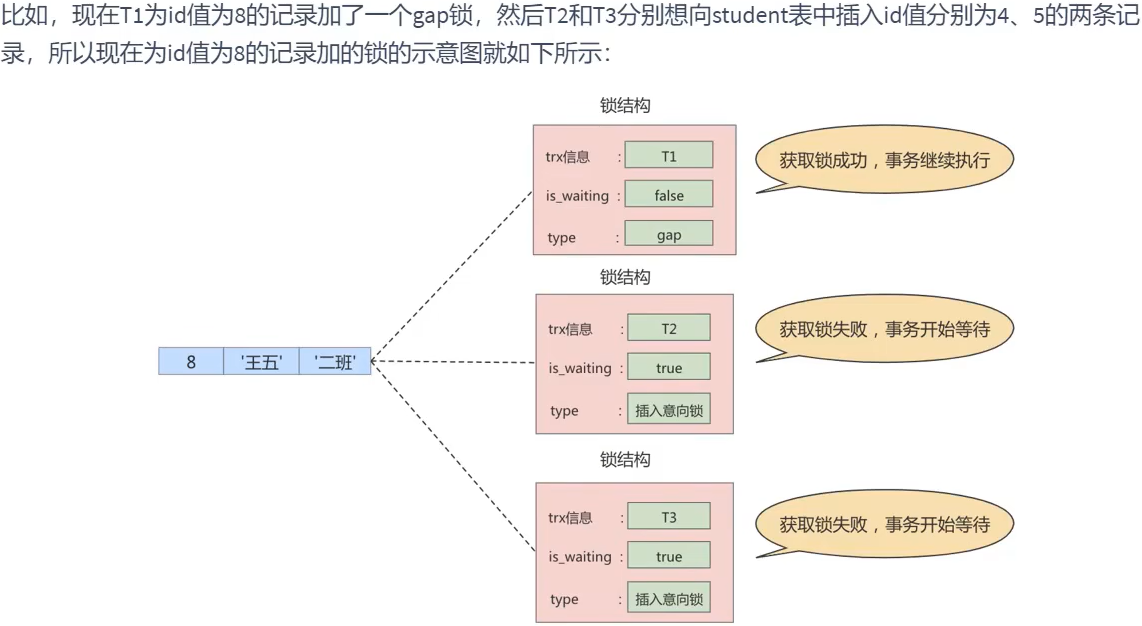 比如，现在T1为id值为8的记录加了一个gap锁，然后T2和T3分别想向student表中插入id值分别为4、5的两条记
录，所以现在为id值为8的记录加的锁的示意图就如下所示：
锁结构
trx信息 : T1
is_waiting : false
type : gap
获取锁成功，事务继续执行
锁结构
trx信息 : T2
is_waiting : true
type : 插入意向锁
获取锁失败，事务开始等待
8 '王五' '二班'
锁结构
trx信息 : T3
is_waiting : true
type : 插入意向锁
获取锁失败，事务开始等待